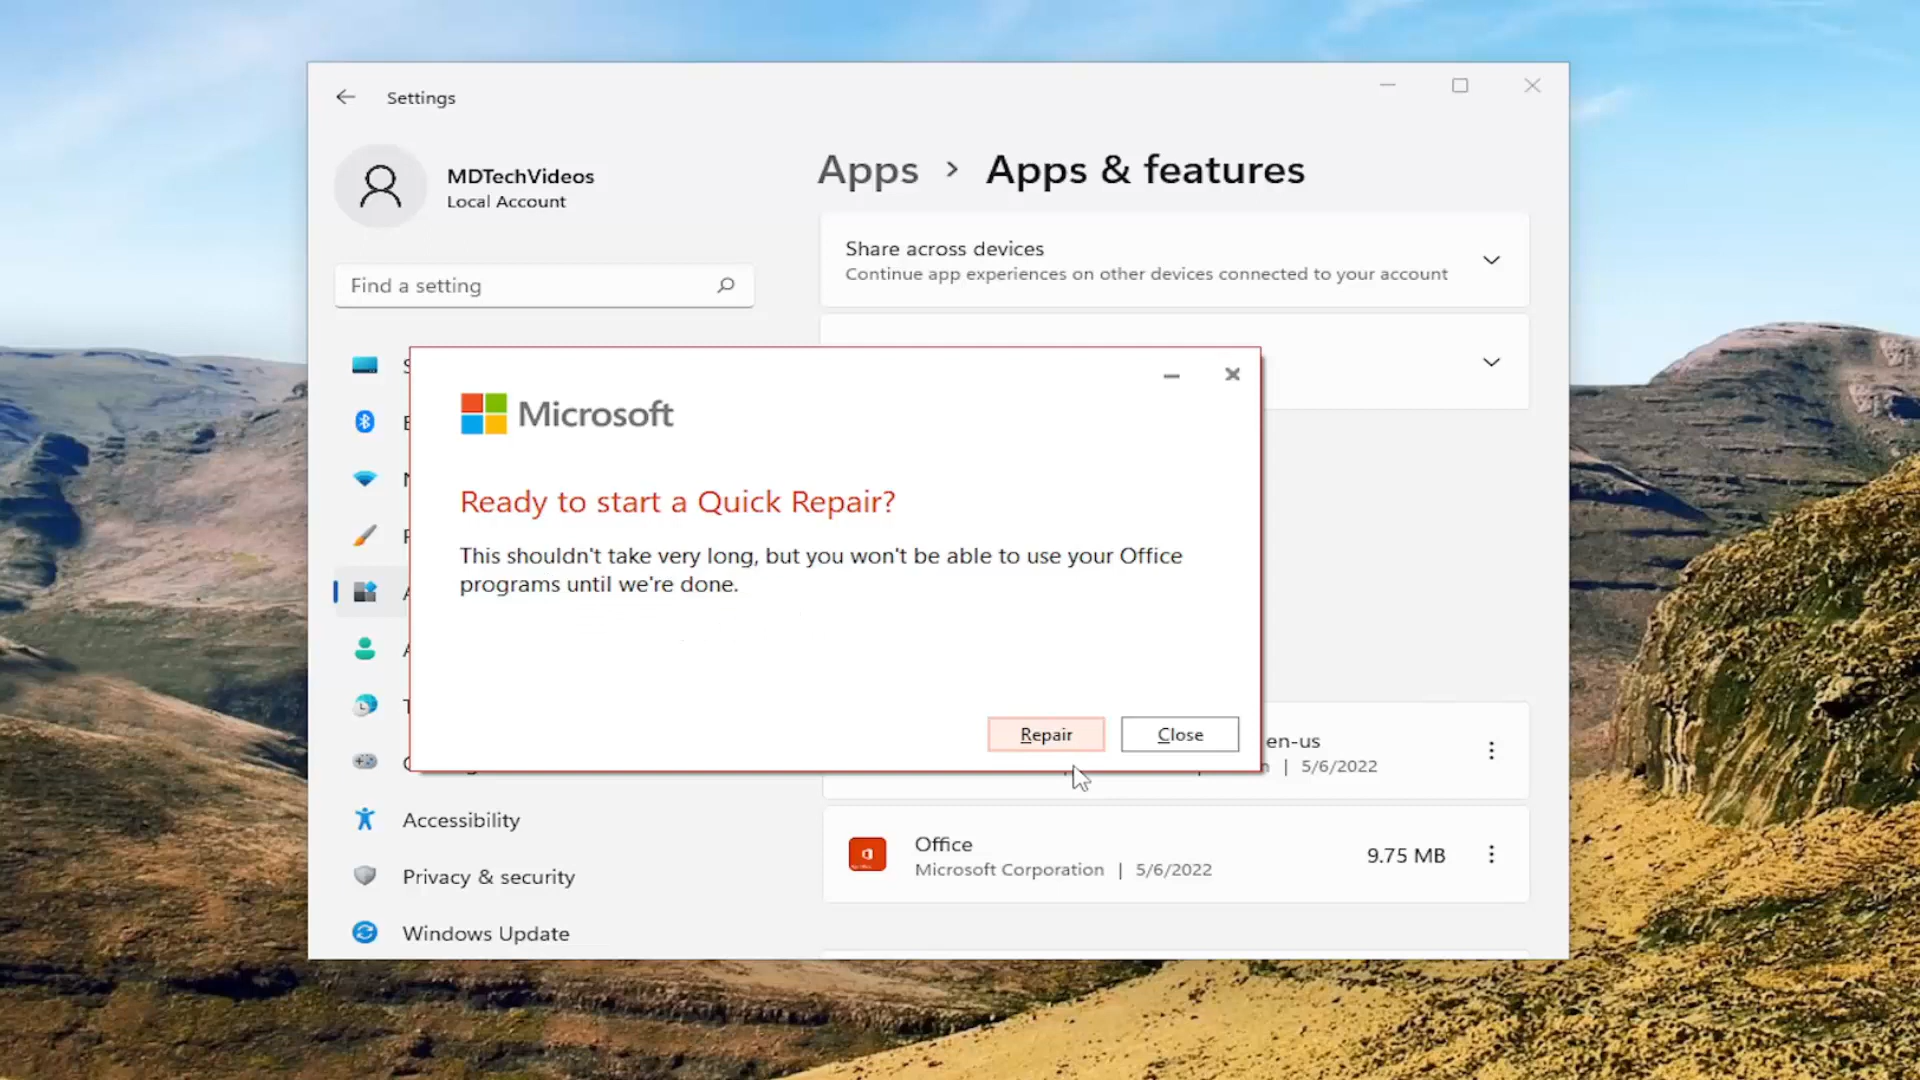 Settings
MDTechVideos
Local Account
Find a setting
Apps > Apps & features
Share across devices
Continue app experiences on other devices connected to your account
Microsoft
Ready to start a Quick Repair?
This shouldn't take very long, but you won't be able to use your Office
programs until we're done.
Repair
Close
en-us
| 5/6/2022
Accessibility
Office
9.75 MB
Microsoft Corporation | 5/6/2022
Privacy & security
Windows Update